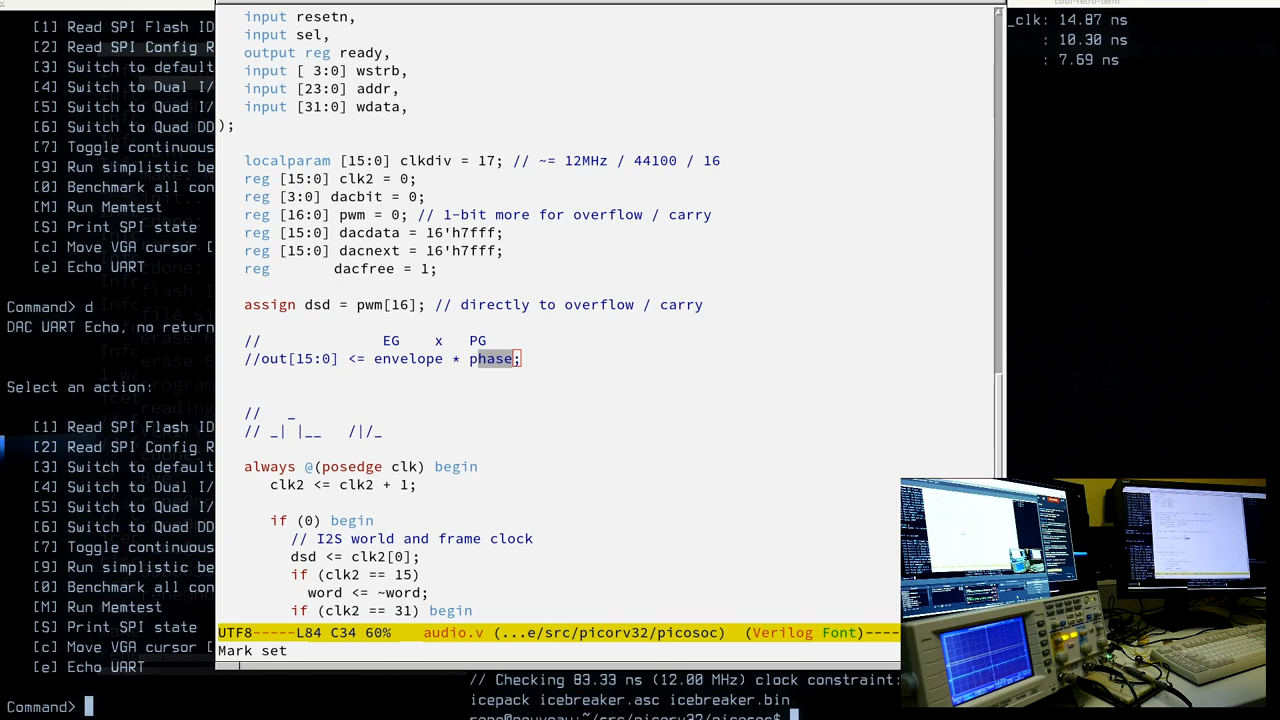 [1] Read SPI Flash ID
[2] Read SPI Config R
[3] Switch to default
[4] Switch to Dual I/
[5] Switch to Quad I/
[6] Switch to Quad DD
[7] Toggle continuous
[9] Run simplistic be
[0] Benchmark all con
[M] Run Memtest
[S] Print SPI state
[c] Move VGA cursor [
[e] Echo UART
Command> d
DAC UART Echo, no return
Select an action:
[1] Read SPI Flash ID
[2] Read SPI Config R
[3] Switch to default
[4] Switch to Dual I/
[5] Switch to Quad I/
[6] Switch to Quad DD
[7] Toggle continuous
[9] Run simplistic be
[0] Benchmark all con
[M] Run Memtest
[S] Print SPI state
[c] Move VGA cursor [
[e] Echo UART
Command>
input resetn,
input sel,
output reg ready,
input [ 3:0] wstrb,
input [23:0] addr,
input [31:0] wdata,
);
localparam [15:0] clkdiv = 17; // ~= 12MHz / 44100 / 16
reg [15:0] clk2 = 0;
reg [3:0] dacbit = 0;
reg [16:0] pwm = 0; // 1-bit more for overflow / carry
reg [15:0] dacdata = 16'h7fff;
reg [15:0] dacnext = 16'h7fff;
reg dacfree = 1;
assign dsd = pwm[16]; // directly to overflow / carry
// EG x PG
//out[15:0] <= envelope * phase;
// _
// _| |__ /|/_
always @(posedge clk) begin
clk2 <= clk2 + 1;
if (0) begin
// I2S world and frame clock
dsd <= clk2[0];
if (clk2 == 15)
word <= ~word;
if (clk2 == 31) begin
UTF8-----L84 C34 60% audio.v (...e/src/picorv32/picosoc) (Verilog Font)----
Mark set
cool-retro-term
_clk: 14.87 ns
: 10.30 ns
: 7.69 ns
// Checking 83.33 ns (12.00 MHz) clock constraint:
icepack icebreaker.asc icebreaker.bin